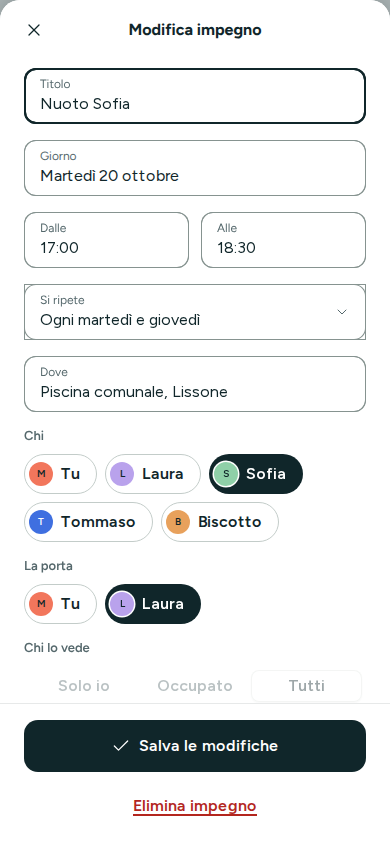 Modifica impegno
Titolo
Nuoto Sofia
Giorno
Martedì 20 ottobre
Dalle
17:00
Alle
18:30
Si ripete
Ogni martedì e giovedì
Dove
Piscina comunale, Lissone
Chi
M Tu L Laura S Sofia
T Tommaso B Biscotto
La porta
M Tu L Laura
Chi lo vede
Solo io Occupato Tutti
Salva le modifiche
Elimina impegno